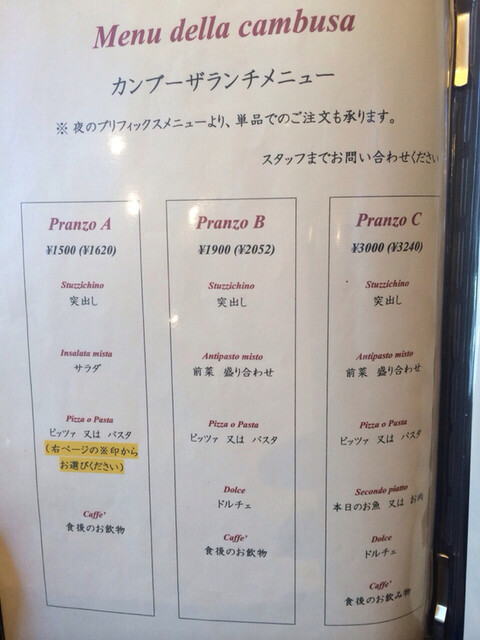 Menu della cambusa
カンブーザランチメニュー
※ 夜のプリフィックスメニューより、単品でのご注文も承ります。
スタッフまでお問い合わせください
Pranzo A
¥1500 (¥1620)
Stuzzichino
突出し
Insalata mista
サラダ
Pizza o Pasta
ピッツァ 又は パスタ
(右ページの※印から
お選びください)
Caffe'
食後のお飲物
Pranzo B
¥1900 (¥2052)
Stuzzichino
突出し
Antipasto misto
前菜 盛り合わせ
Pizza o Pasta
ピッツァ 又は パスタ
Dolce
ドルチェ
Caffe'
食後のお飲物
Pranzo C
¥3000 (¥3240)
Stuzzichino
突出し
Antipasto misto
前菜 盛り合わせ
Pizza o Pasta
ピッツァ 又は パスタ
Secondo piatto
本日のお魚 又は お肉
Dolce
ドルチェ
Caffe'
食後のお飲み物